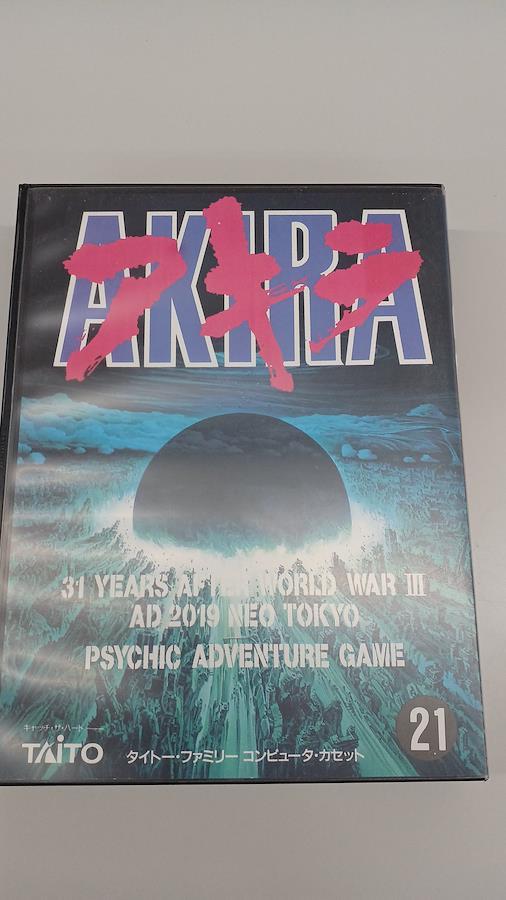 AKIRA
アキラ
31 YEARS AFTER WORLD WAR III
AD 2019 NEO TOKYO
PSYCHIC ADVENTURE GAME
キャッチ・ザ・ハート
TAITO
タイトー・ファミリー コンピュータ・カセット
21